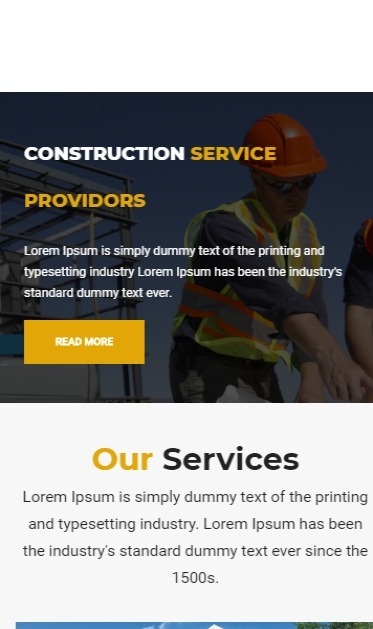 CONSTRUCTION SERVICE
PROVIDORS
Lorem Ipsum is simply dummy text of the printing and
typesetting industry Lorem Ipsum has been the industry's
standard dummy text ever.
READ MORE
Our Services
Lorem Ipsum is simply dummy text of the printing
and typesetting industry. Lorem Ipsum has been
the industry's standard dummy text ever since the
1500s.